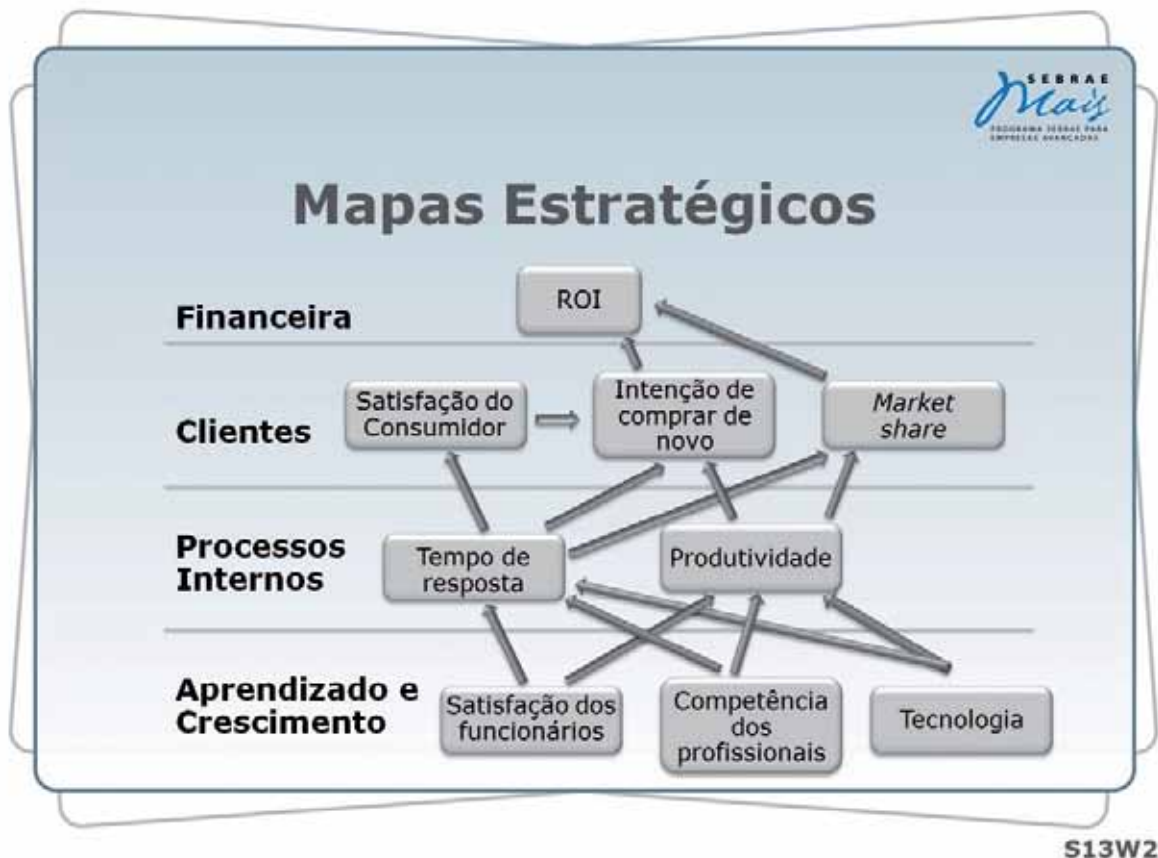 SEBRAE
Mais
PROGRAMA SEBRAE PARA
EMPRESAS AVANÇADAS
Mapas Estratégicos
Financeira
ROI
Clientes
Satisfação do
Consumidor
Intenção de
comprar de
novo
Market
share
Processos
Internos
Tempo de
resposta
Produtividade
Aprendizado e
Crescimento
Satisfação dos
funcionários
Competência
dos
profissionais
Tecnologia
S13W2